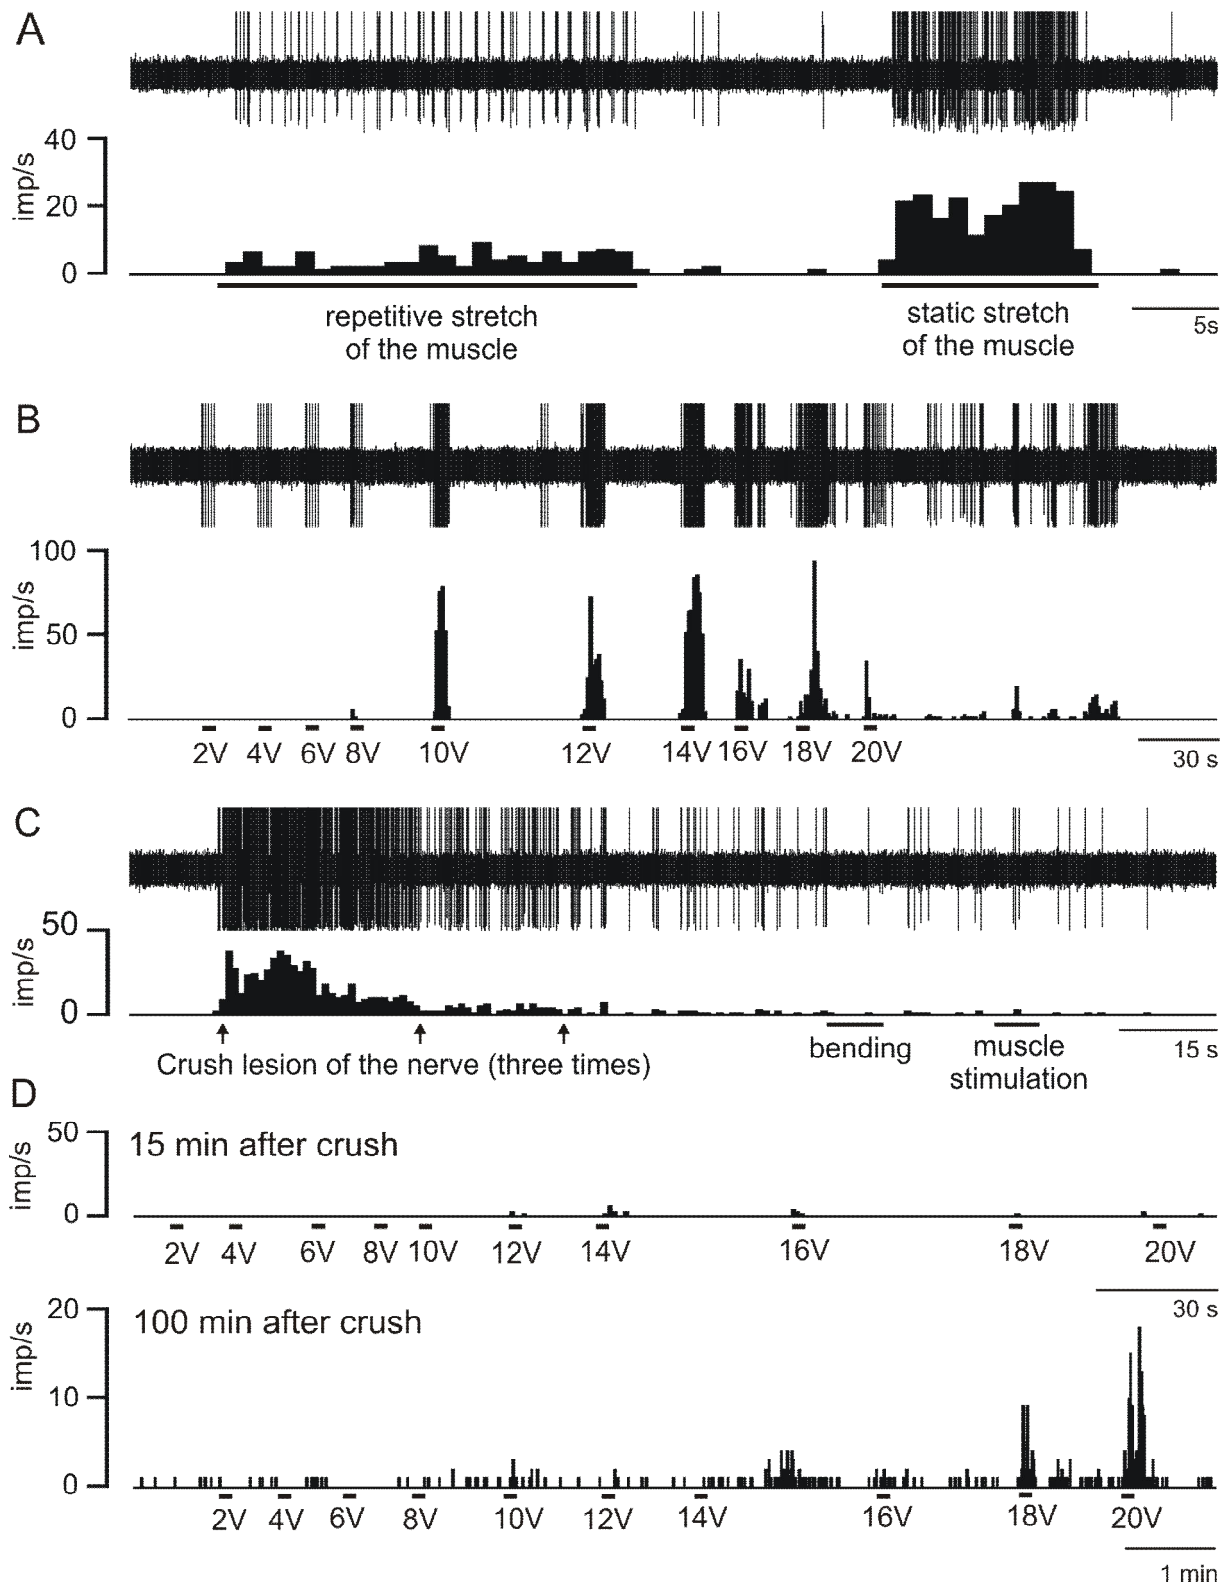 A
imp/s
40
20
0
repetitive stretch
of the muscle
static stretch
of the muscle
5s
B
imp/s
100
50
0
2V 4V 6V 8V 10V 12V 14V 16V 18V 20V
30 s
C
imp/s
50
0
Crush lesion of the nerve (three times)
bending
muscle
stimulation
15 s
D
15 min after crush
imp/s
50
0
2V 4V 6V 8V 10V 12V 14V 16V 18V 20V
30 s
100 min after crush
imp/s
20
10
0
2V 4V 6V 8V 10V 12V 14V 16V 18V 20V
1 min